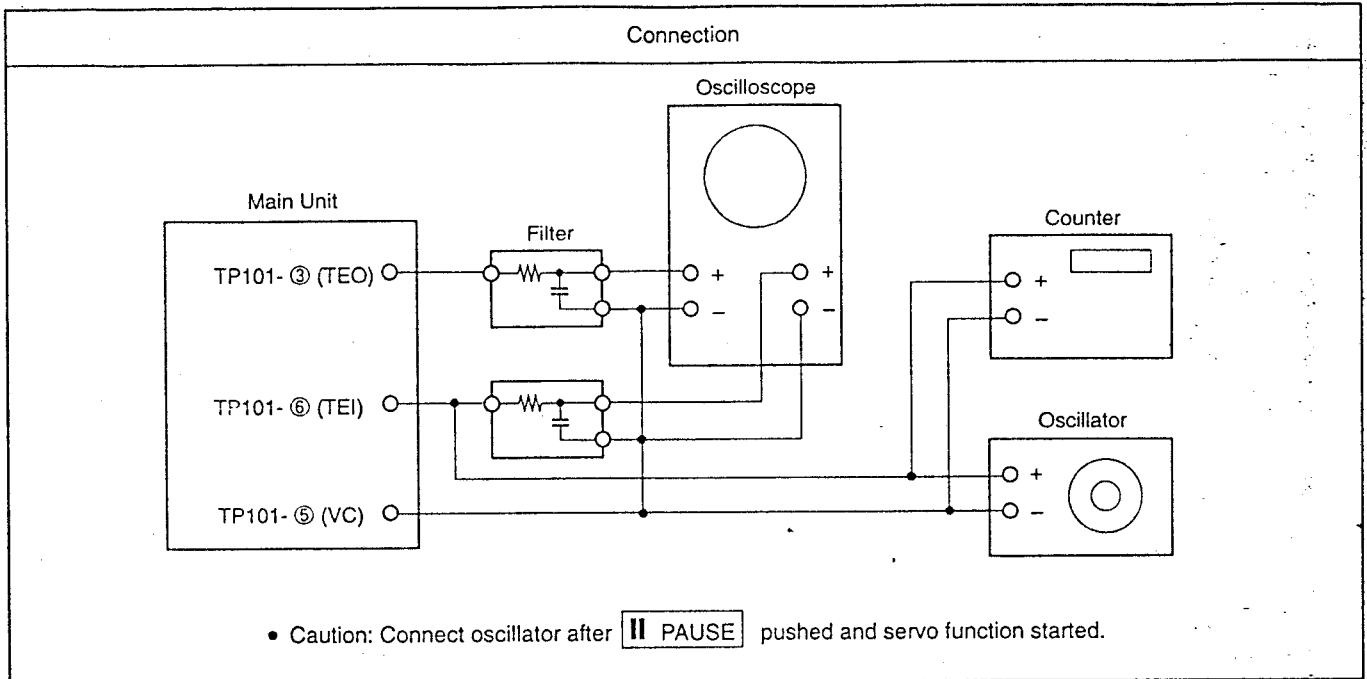 Connection
Oscilloscope
Main Unit
Filter
Counter
TP101- ③ (TEO)
+
+
+
−
−
−
TP101- ⑥ (TEI)
Oscillator
+
TP101- ⑤ (VC)
−
• Caution: Connect oscillator after II PAUSE pushed and servo function started.